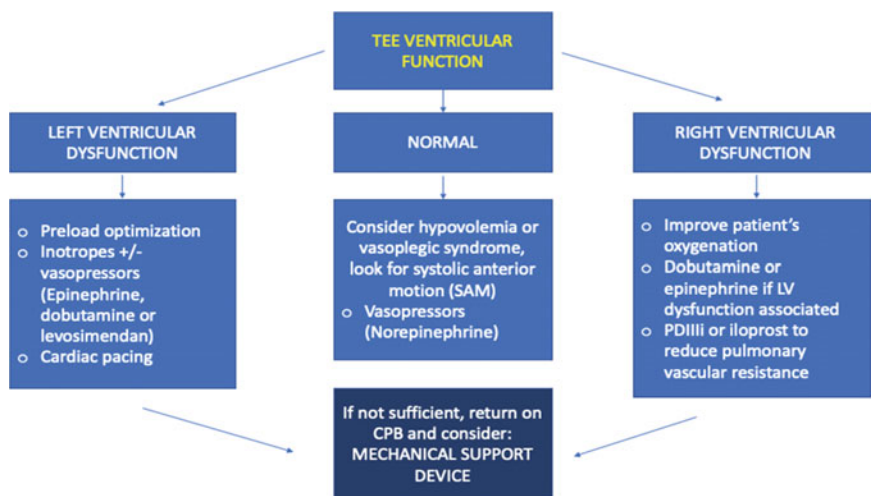 TEE VENTRICULAR
FUNCTION
LEFT VENTRICULAR
DYSFUNCTION
NORMAL
RIGHT VENTRICULAR
DYSFUNCTION
o Preload optimization
o Inotropes +/-
vasopressors
(Epinephrine,
dobutamine or
levosimendan)
o Cardiac pacing
Consider hypovolemia or
vasoplegic syndrome,
look for systolic anterior
motion (SAM)
o Vasopressors
(Norepinephrine)
o Improve patient's
oxygenation
o Dobutamine or
epinephrine if LV
dysfunction associated
o PDIIIi or iloprost to
reduce pulmonary
vascular resistance
If not sufficient, return on
CPB and consider:
MECHANICAL SUPPORT
DEVICE